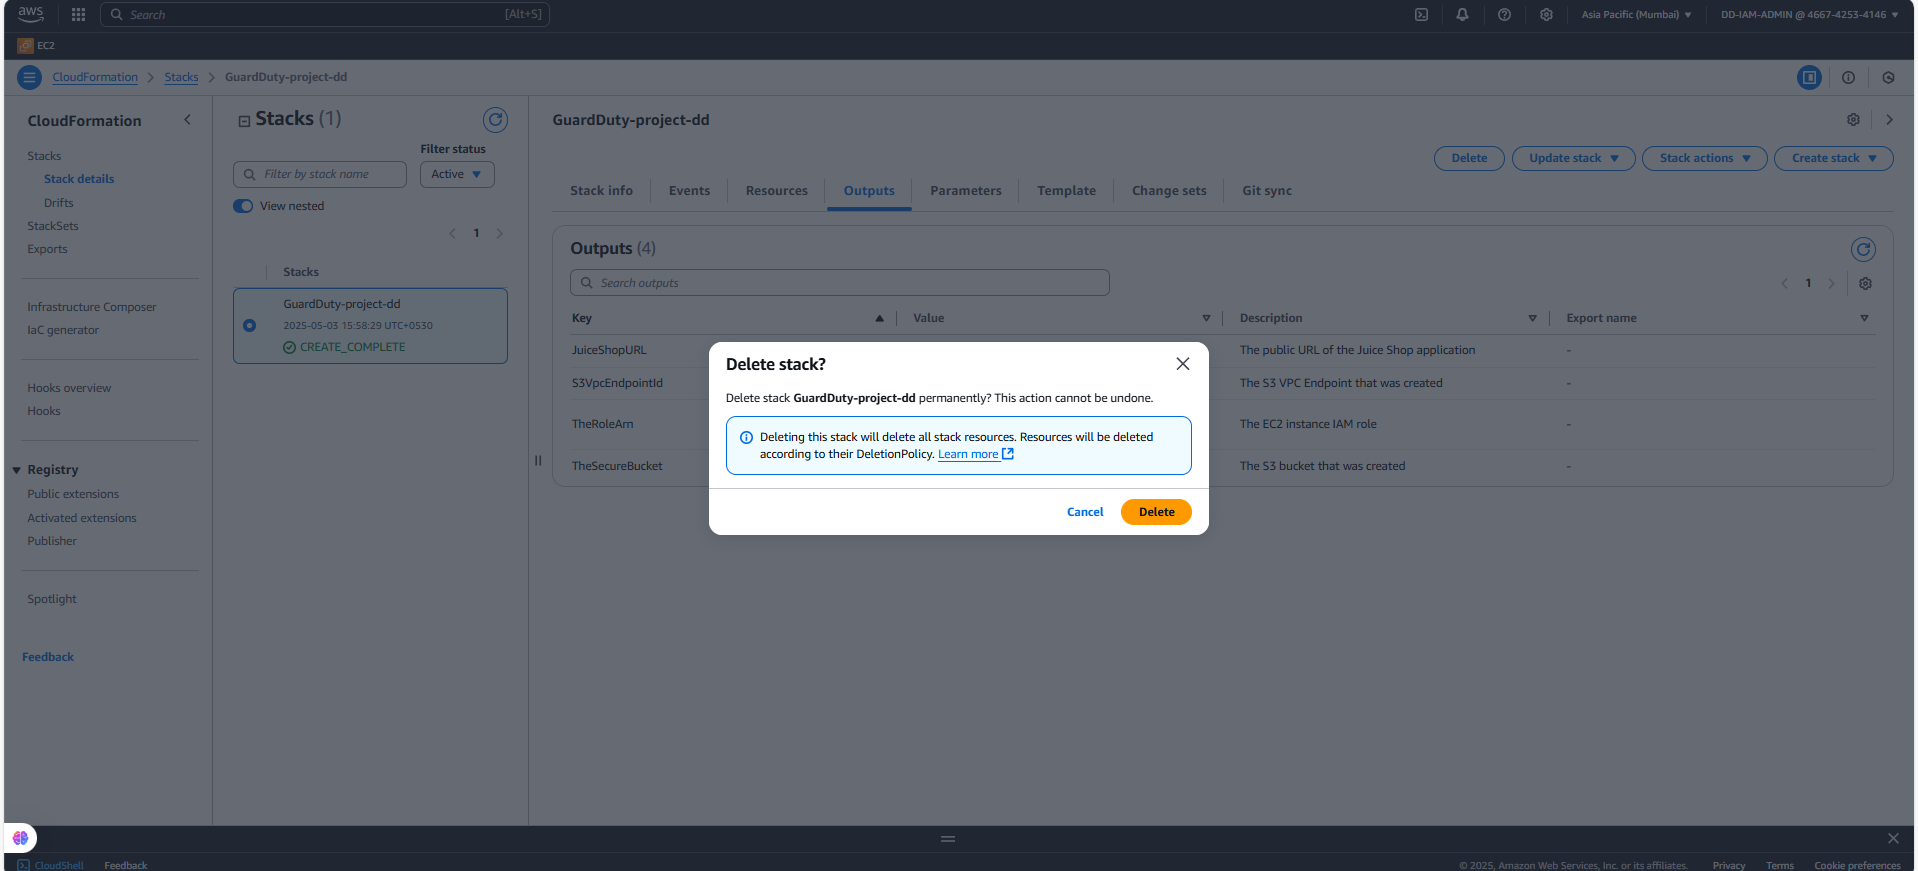 aws
Search
[Alt+S]
Asia Pacific (Mumbai)
DD-IAM-ADMIN @ 4667-4253-4146
EC2
CloudFormation
Stacks
GuardDuty-project-dd
CloudFormation
Stacks
Stack details
Drifts
StackSets
Exports
Infrastructure Composer
IaC generator
Hooks overview
Hooks
Registry
Public extensions
Activated extensions
Publisher
Spotlight
Feedback
Stacks (1)
Filter status
Filter by stack name
Active
View nested
1
Stacks
GuardDuty-project-dd
2025-05-03 15:58:29 UTC+0530
CREATE_COMPLETE
GuardDuty-project-dd
Delete
Update stack
Stack actions
Create stack
Stack info
Events
Resources
Outputs
Parameters
Template
Change sets
Git sync
Outputs (4)
Search outputs
1
Key Value Description Export name
JuiceShopURL The public URL of the Juice Shop application -
S3VpcEndpointId The S3 VPC Endpoint that was created -
TheRoleArn The EC2 instance IAM role -
TheSecureBucket The S3 bucket that was created -
Delete stack?
Delete stack GuardDuty-project-dd permanently? This action cannot be undone.
Deleting this stack will delete all stack resources. Resources will be deleted
according to their DeletionPolicy. Learn more
Cancel
Delete
CloudShell
Feedback
© 2025, Amazon Web Services, Inc. or its affiliates.
Privacy
Terms
Cookie preferences